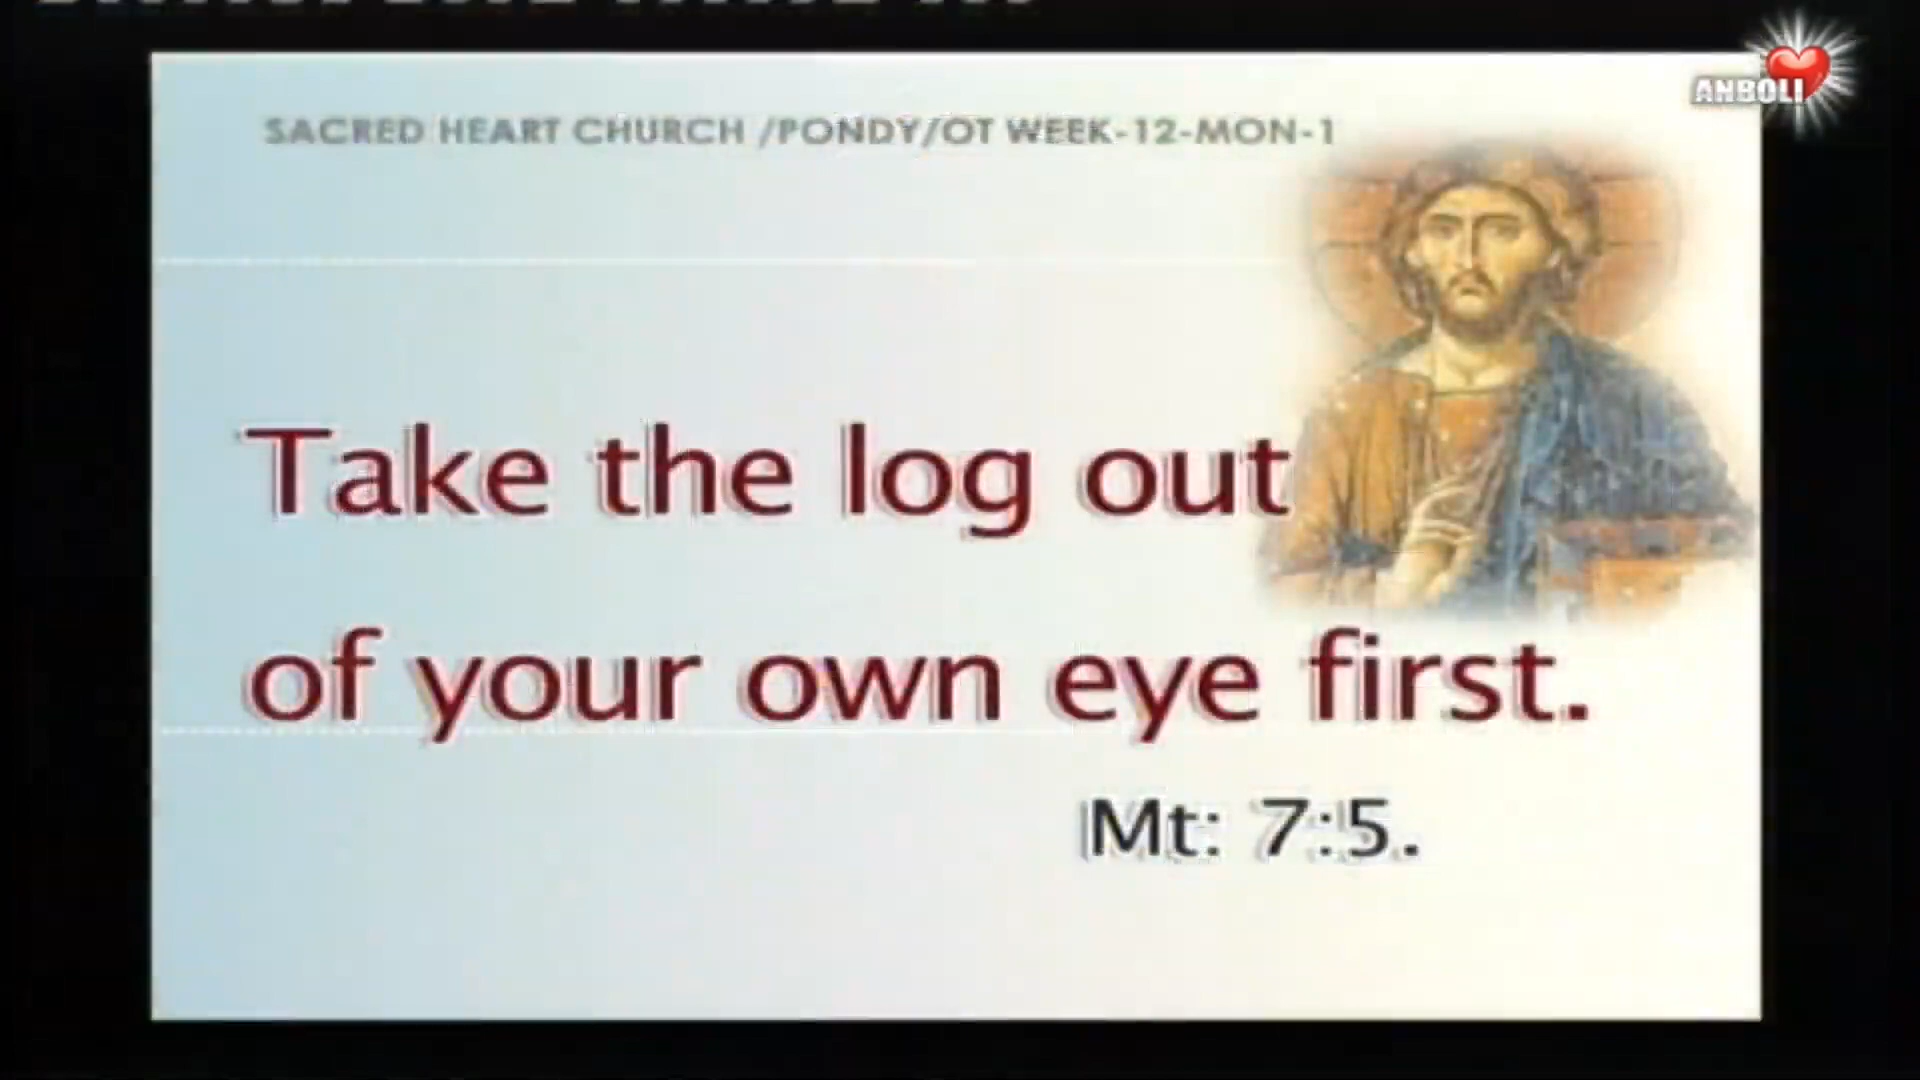 ANBOLI
SACRED HEART CHURCH /PONDY/OT WEEK-12-MON-1
Take the log out
of your own eye first.
Mt: 7:5.